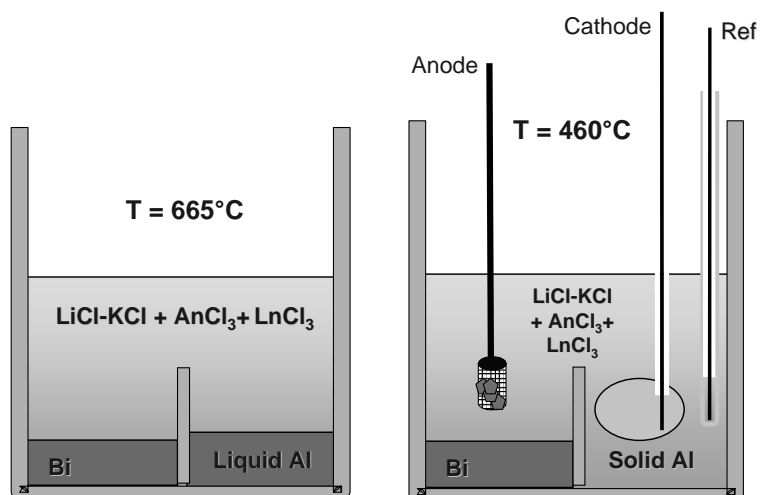 T = 665°C
LiCl-KCl + AnCl₃+ LnCl₃
Bi
Liquid Al
Cathode
Ref
Anode
T = 460°C
LiCl-KCl
+ AnCl₃+
LnCl₃
Bi
Solid Al